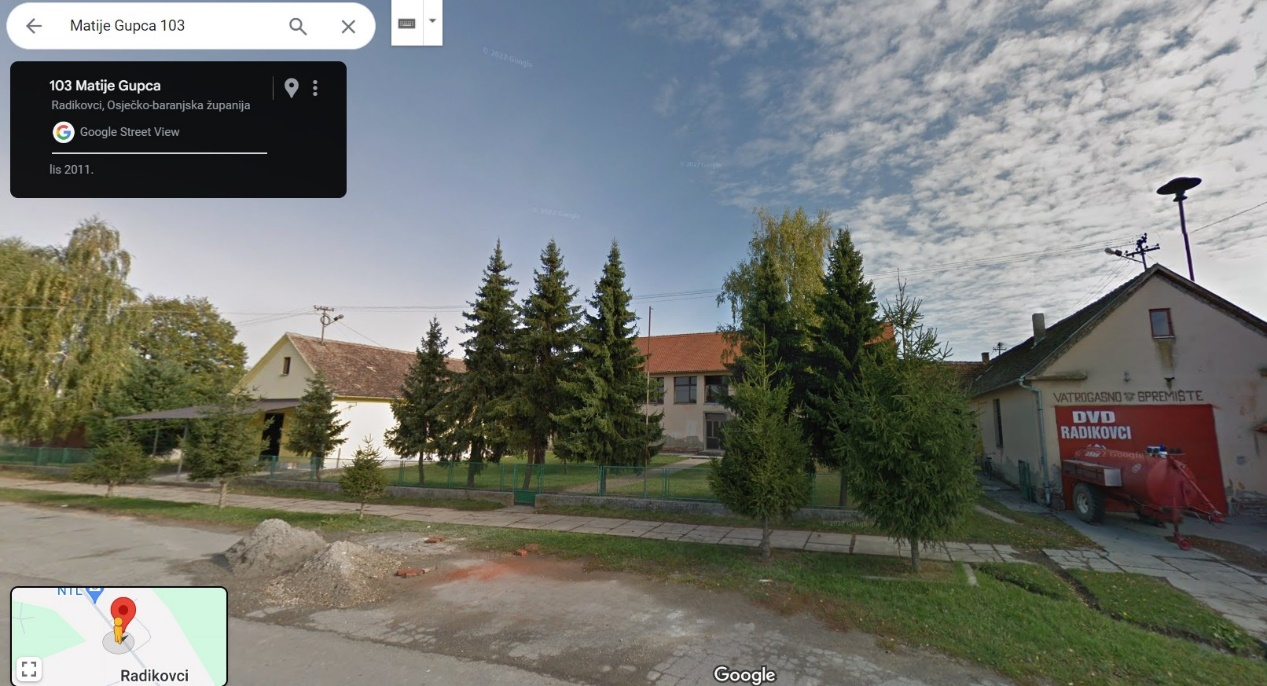 Matije Gupca 103
103 Matije Gupca
Radikovci, Osječko-baranjska županija
Google Street View
lis 2011.
VATROGASNO SPREMIŠTE
DVD
RADIKOVCI
NTL
Radikovci
Google